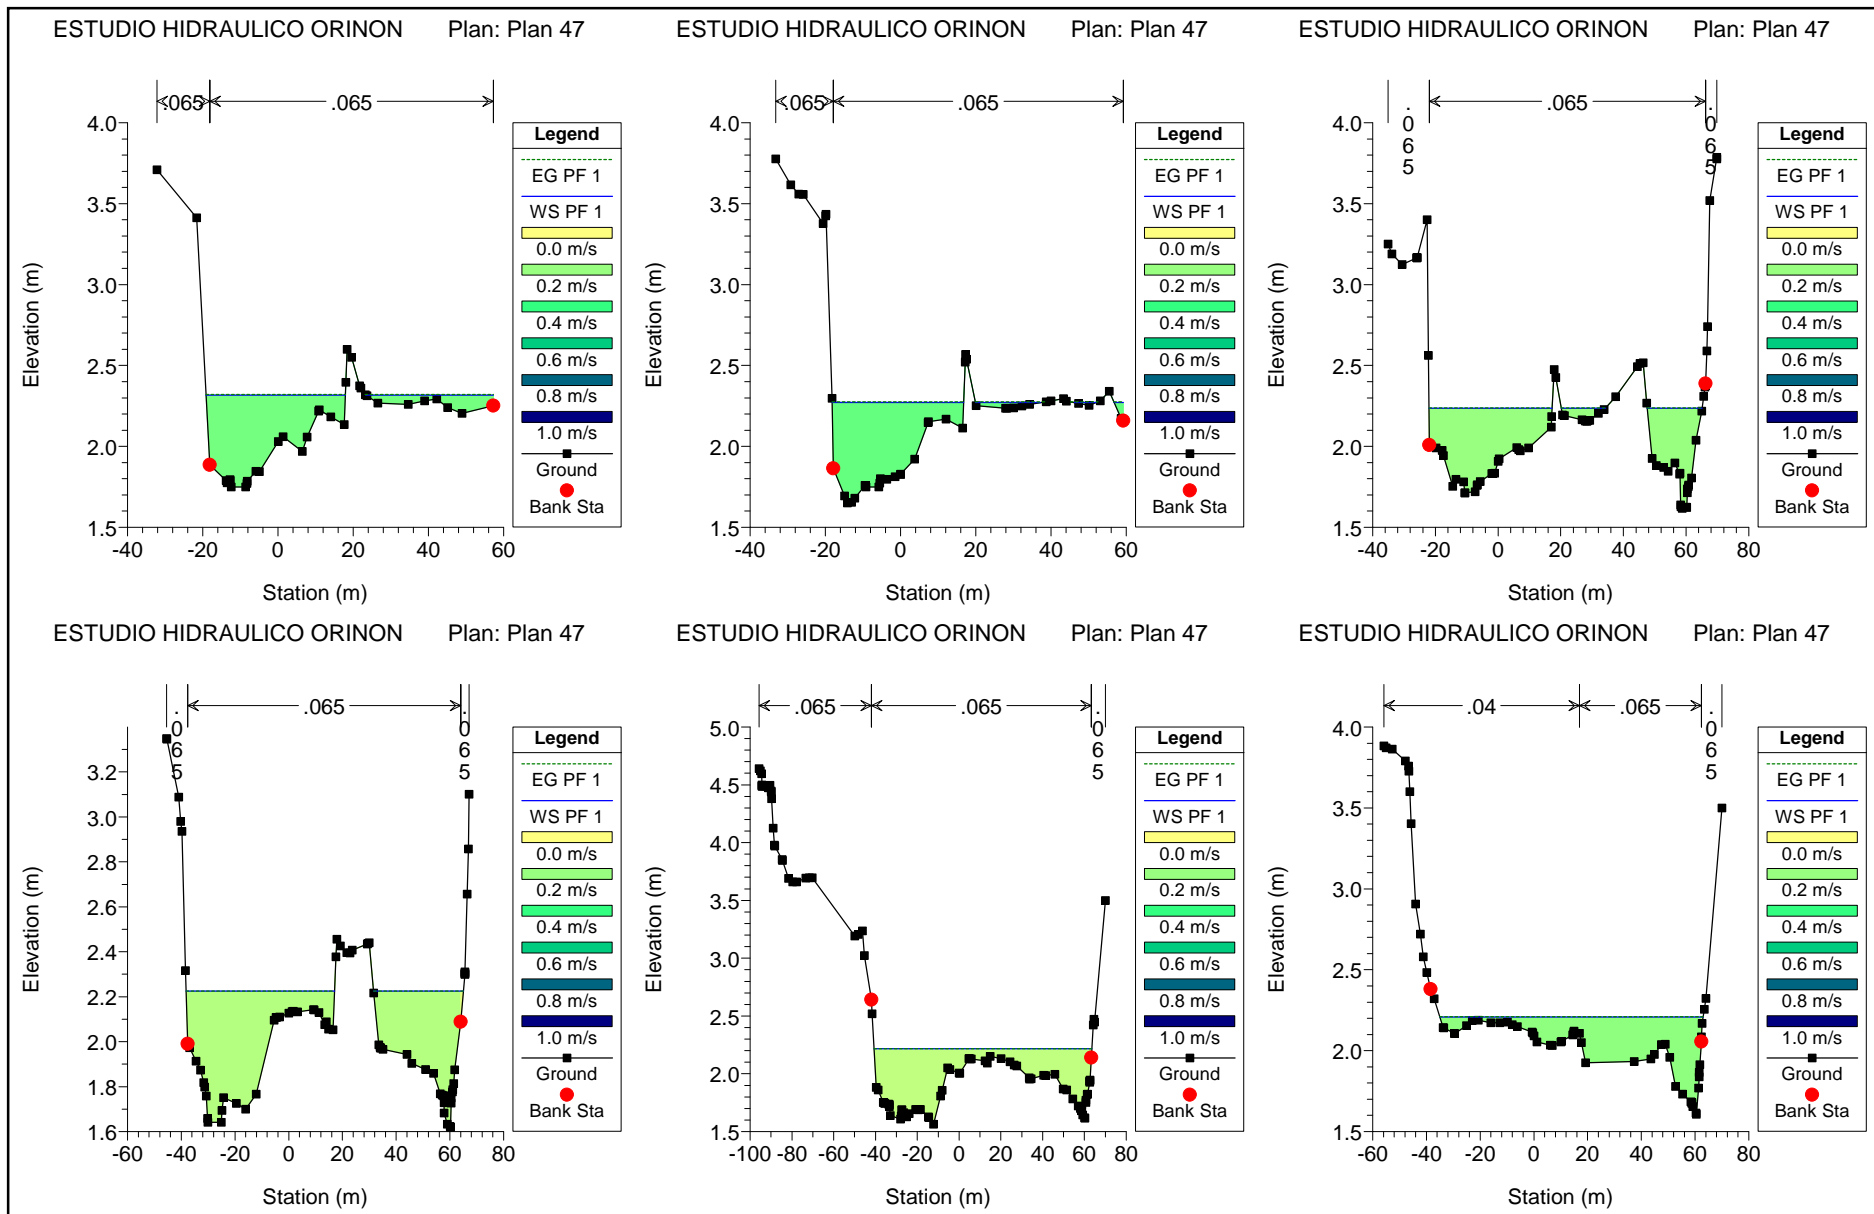 ESTUDIO HIDRAULICO ORINON Plan: Plan 47
.065 .065
4.0
3.5
3.0
2.5
2.0
1.5
-40 -20 0 20 40 60
Station (m)
Elevation (m)
Legend
EG PF 1
WS PF 1
0.0 m/s
0.2 m/s
0.4 m/s
0.6 m/s
0.8 m/s
1.0 m/s
Ground
Bank Sta
ESTUDIO HIDRAULICO ORINON Plan: Plan 47
.065 .065
4.0
3.5
3.0
2.5
2.0
1.5
-40 -20 0 20 40 60
Station (m)
Elevation (m)
Legend
EG PF 1
WS PF 1
0.0 m/s
0.2 m/s
0.4 m/s
0.6 m/s
0.8 m/s
1.0 m/s
Ground
Bank Sta
ESTUDIO HIDRAULICO ORINON Plan: Plan 47
.065 .065 .065
4.0
3.5
3.0
2.5
2.0
1.5
-40 -20 0 20 40 60 80
Station (m)
Elevation (m)
Legend
EG PF 1
WS PF 1
0.0 m/s
0.2 m/s
0.4 m/s
0.6 m/s
0.8 m/s
1.0 m/s
Ground
Bank Sta
ESTUDIO HIDRAULICO ORINON Plan: Plan 47
.065 .065 .065
3.2
3.0
2.8
2.6
2.4
2.2
2.0
1.8
1.6
-60 -40 -20 0 20 40 60 80
Station (m)
Elevation (m)
Legend
EG PF 1
WS PF 1
0.0 m/s
0.2 m/s
0.4 m/s
0.6 m/s
0.8 m/s
1.0 m/s
Ground
Bank Sta
ESTUDIO HIDRAULICO ORINON Plan: Plan 47
.065 .065 .065
5.0
4.5
4.0
3.5
3.0
2.5
2.0
1.5
-100 -80 -60 -40 -20 0 20 40 60 80
Station (m)
Elevation (m)
Legend
EG PF 1
WS PF 1
0.0 m/s
0.2 m/s
0.4 m/s
0.6 m/s
0.8 m/s
1.0 m/s
Ground
Bank Sta
ESTUDIO HIDRAULICO ORINON Plan: Plan 47
.04 .065 .065
4.0
3.5
3.0
2.5
2.0
1.5
-60 -40 -20 0 20 40 60 80
Station (m)
Elevation (m)
Legend
EG PF 1
WS PF 1
0.0 m/s
0.2 m/s
0.4 m/s
0.6 m/s
0.8 m/s
1.0 m/s
Ground
Bank Sta